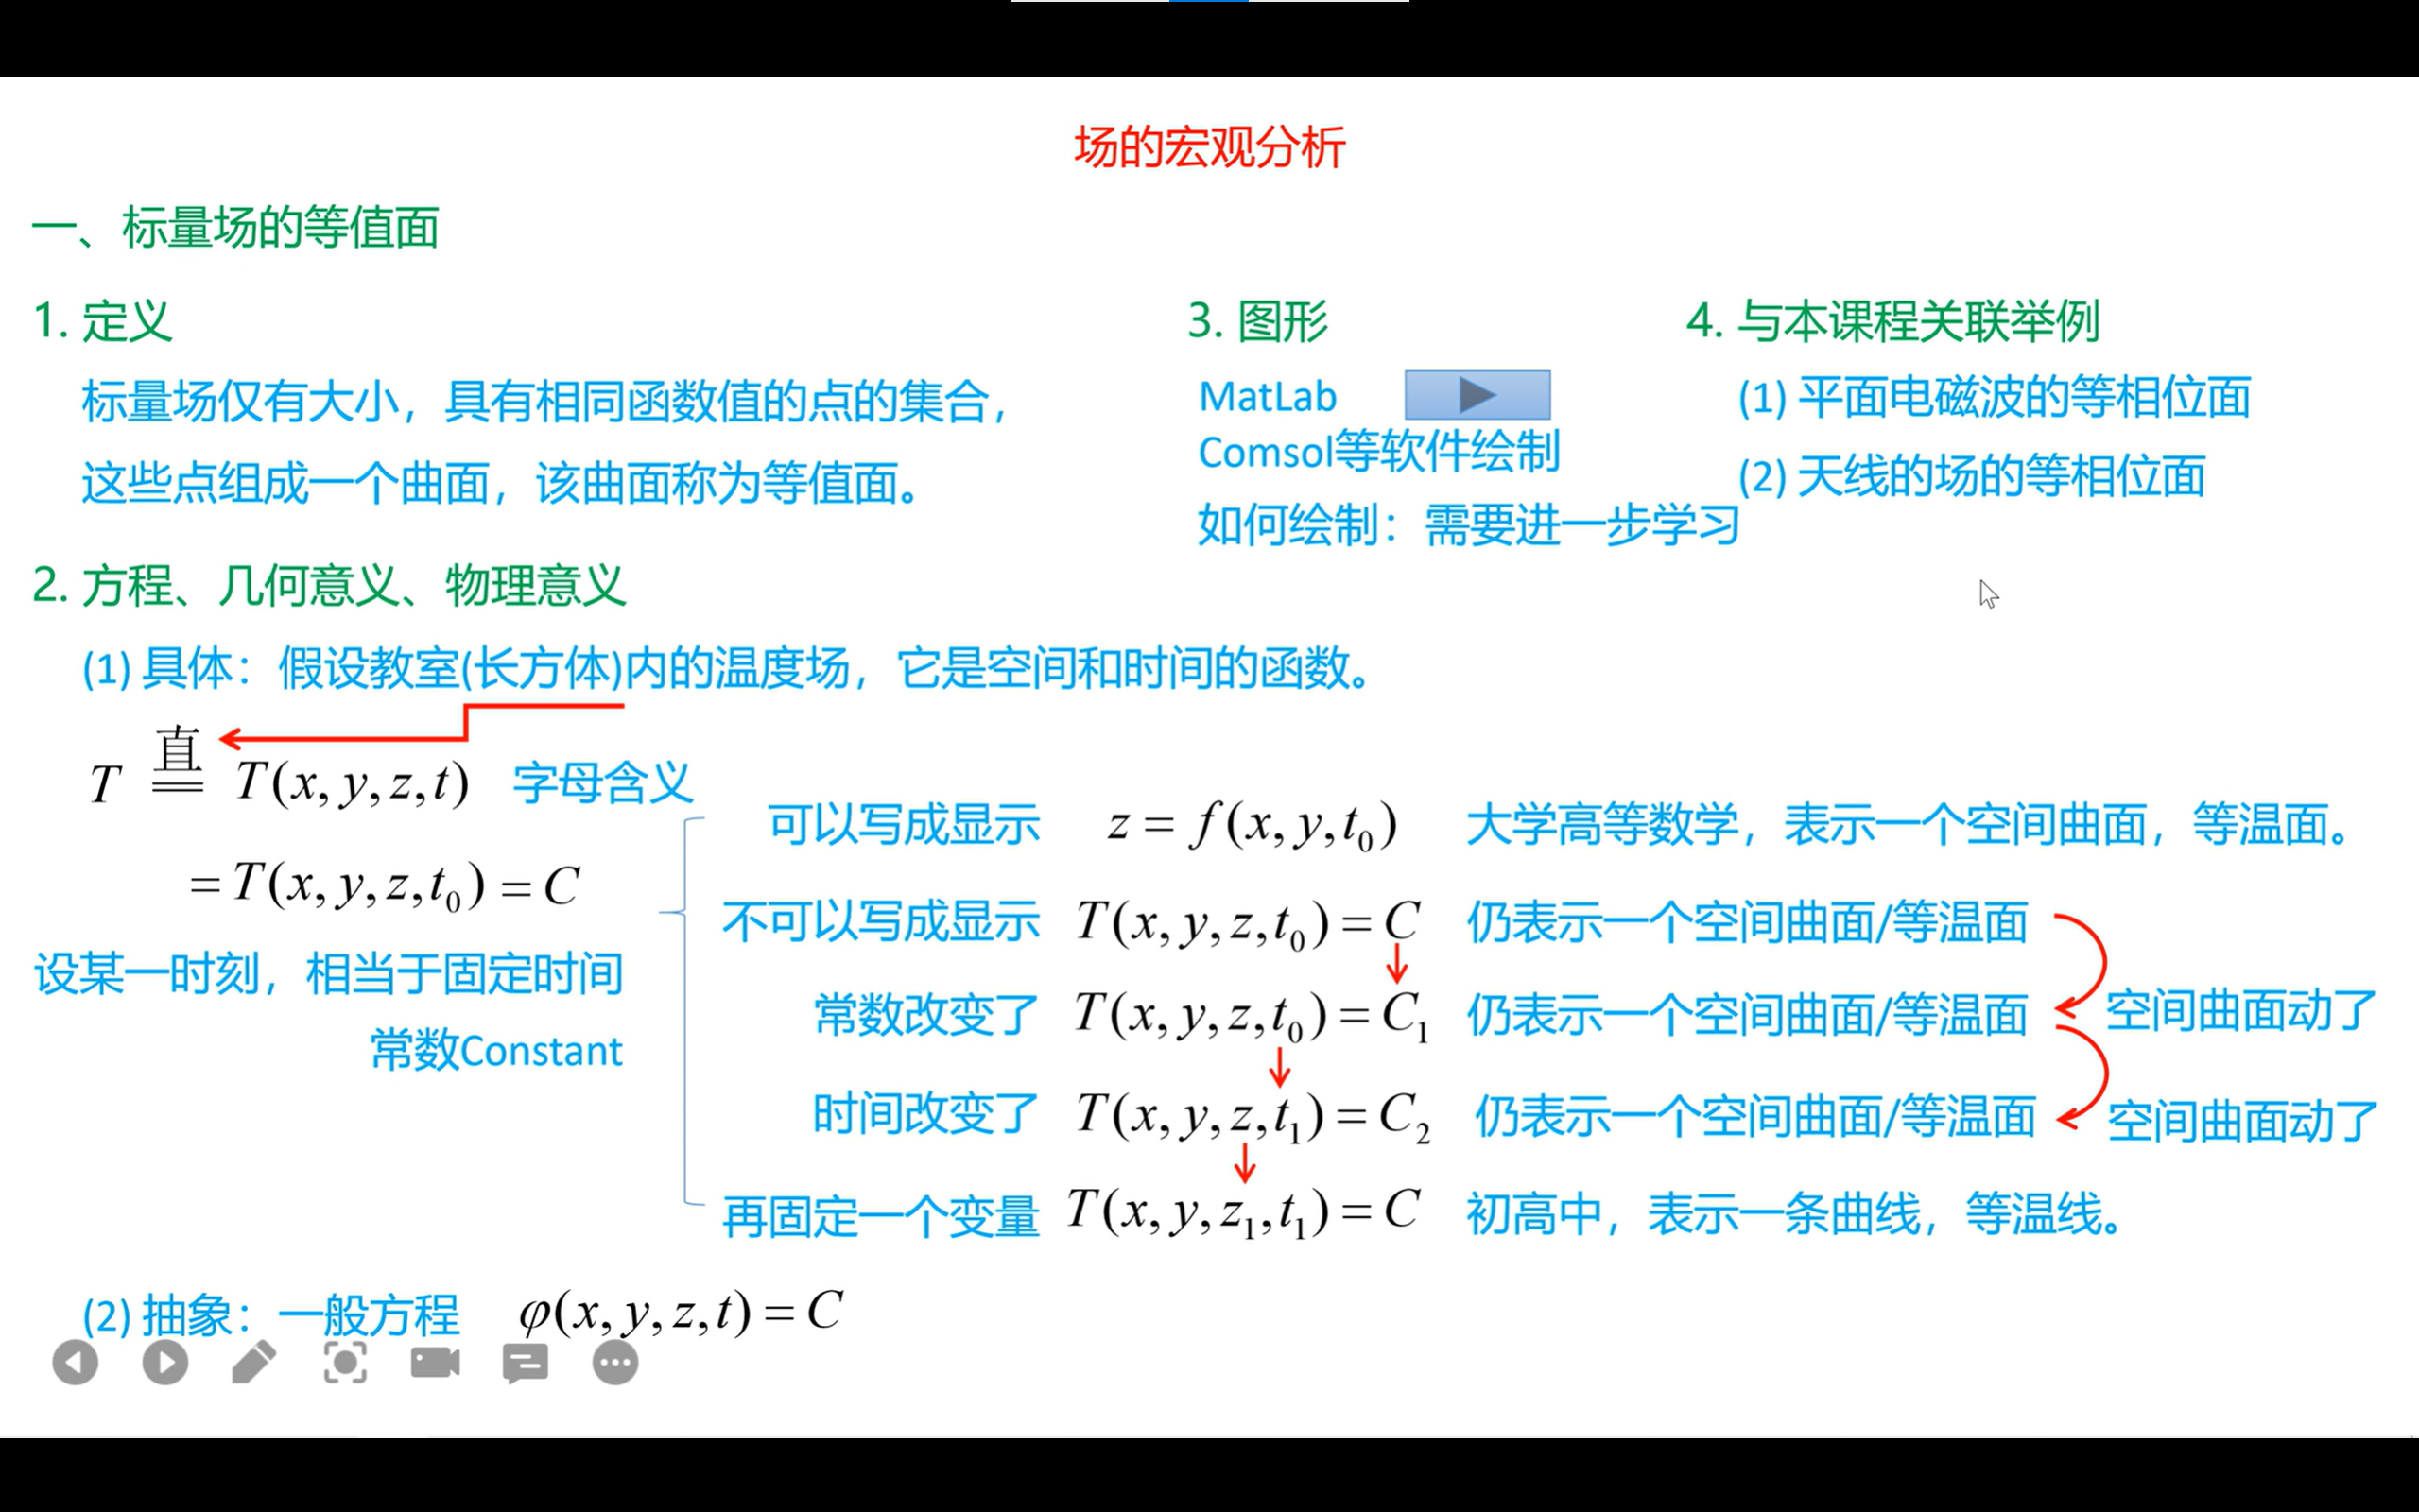 场的宏观分析
一、标量场的等值面
1. 定义
标量场仅有大小，具有相同函数值的点的集合，
这些点组成一个曲面，该曲面称为等值面。
3. 图形
MatLab
Comsol等软件绘制
如何绘制：需要进一步学习
4. 与本课程关联举例
(1) 平面电磁波的等相位面
(2) 天线的场的等相位面
2. 方程、几何意义、物理意义
(1) 具体：假设教室(长方体)内的温度场，它是空间和时间的函数。
T 直= T(x, y, z, t) 字母含义
= T(x, y, z, t₀) = C
设某一时刻，相当于固定时间
常数Constant
可以写成显示 z = f(x, y, t₀) 大学高等数学，表示一个空间曲面，等温面。
不可以写成显示 T(x, y, z, t₀) = C 仍表示一个空间曲面/等温面
常数改变了 T(x, y, z, t₀) = C₁ 仍表示一个空间曲面/等温面 空间曲面动了
时间改变了 T(x, y, z, t₁) = C₂ 仍表示一个空间曲面/等温面 空间曲面动了
再固定一个变量 T(x, y, z₁, t₁) = C 初高中，表示一条曲线，等温线。
(2) 抽象：一般方程 φ(x, y, z, t) = C